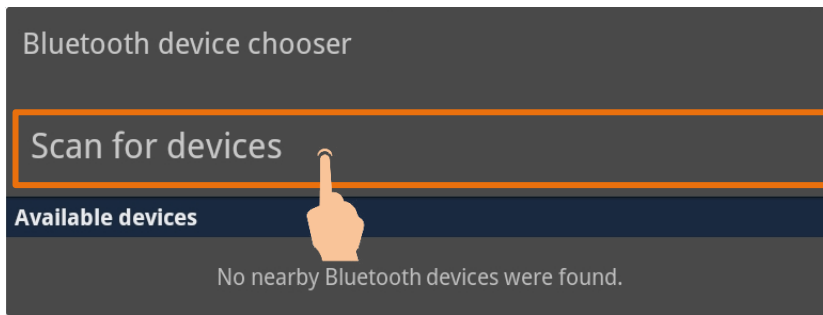 Bluetooth device chooser
Scan for devices
Available devices
No nearby Bluetooth devices were found.